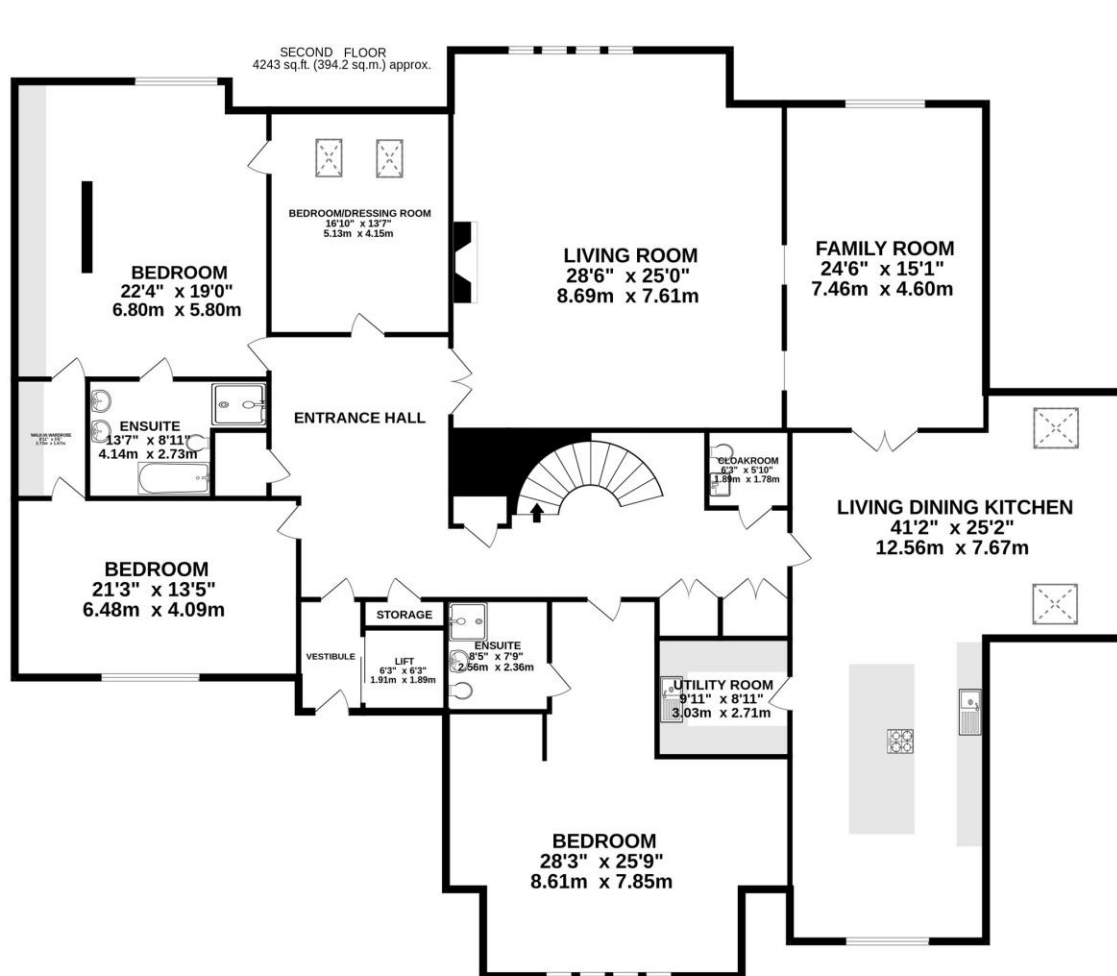 SECOND FLOOR
4243 sq.ft. (394.2 sq.m.) approx.
BEDROOM/DRESSING ROOM
16'10" x 13'7"
5.13m x 4.15m
BEDROOM
22'4" x 19'0"
6.80m x 5.80m
LIVING ROOM
28'6" x 25'0"
8.69m x 7.61m
FAMILY ROOM
24'6" x 15'1"
7.46m x 4.60m
WALK IN WARDROBE
ENSUITE
13'7" x 8'11"
4.14m x 2.73m
ENTRANCE HALL
CLOAKROOM
6'3" x 5'10"
1.89m x 1.78m
LIVING DINING KITCHEN
41'2" x 25'2"
12.56m x 7.67m
BEDROOM
21'3" x 13'5"
6.48m x 4.09m
STORAGE
VESTIBULE
LIFT
6'3" x 6'3"
1.91m x 1.89m
ENSUITE
8'5" x 7'9"
2.56m x 2.36m
UTILITY ROOM
9'11" x 8'11"
3.03m x 2.71m
BEDROOM
28'3" x 25'9"
8.61m x 7.85m